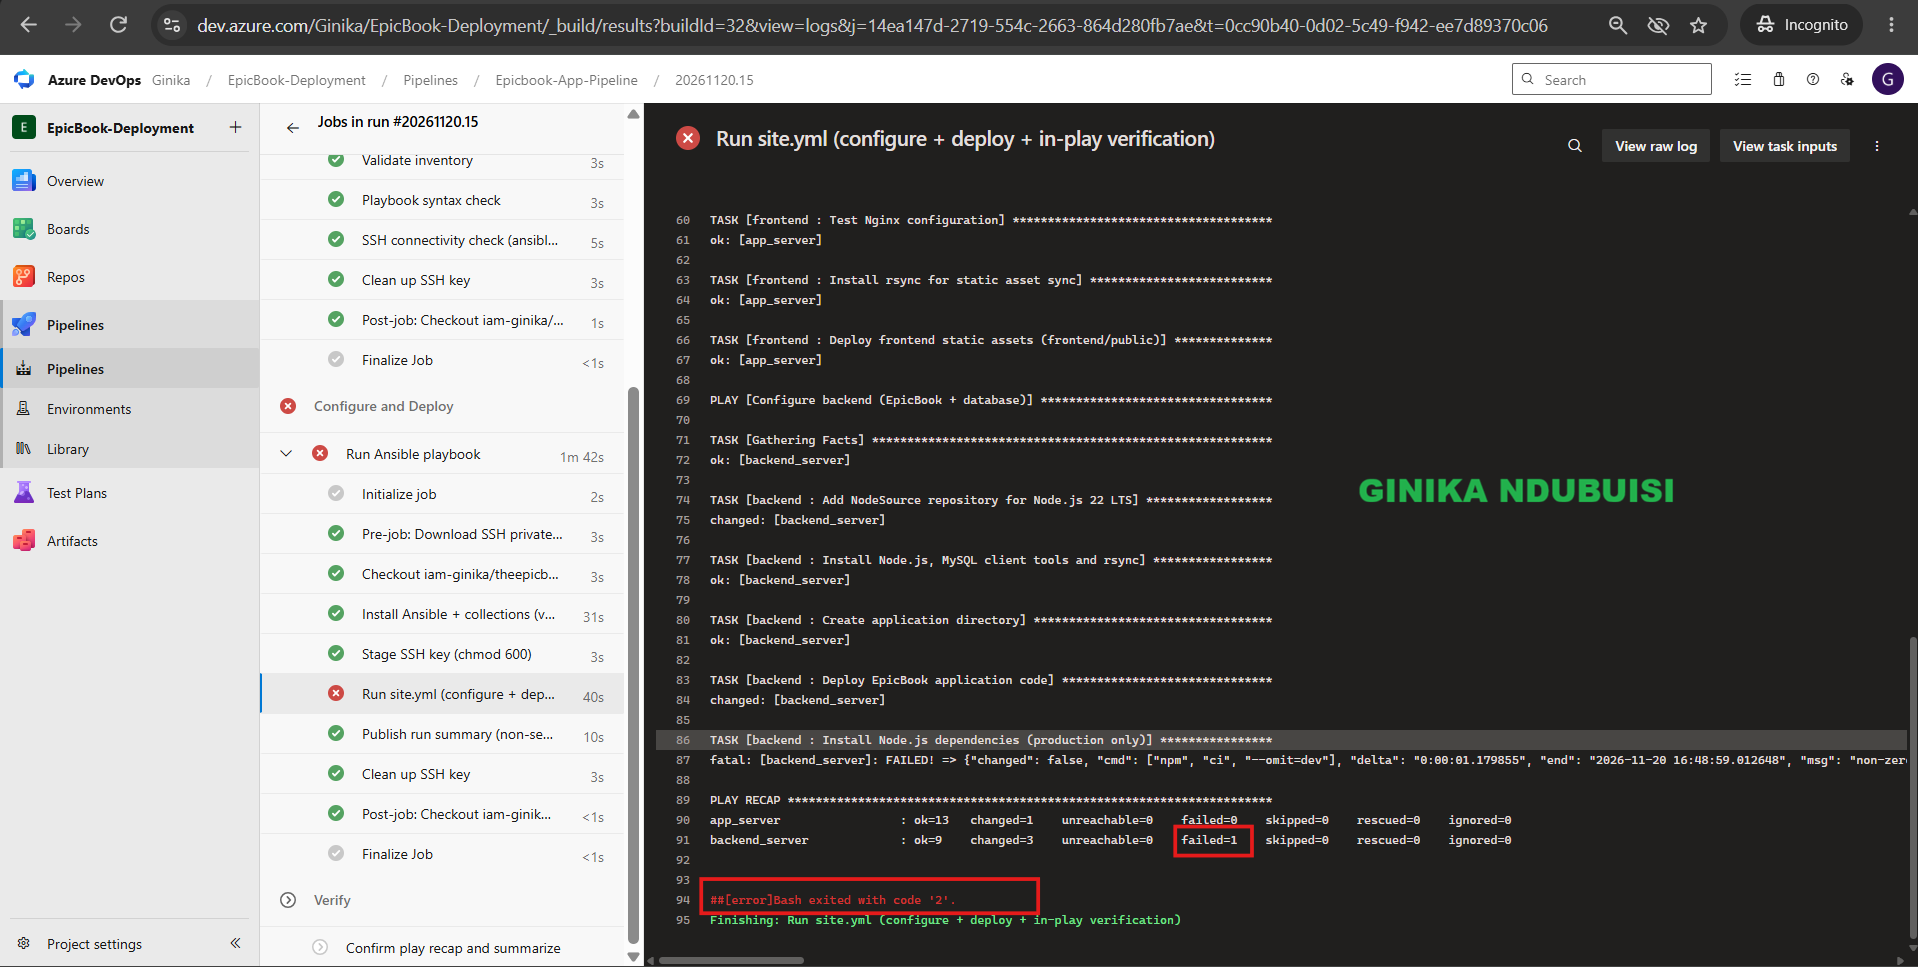 dev.azure.com/Ginika/EpicBook-Deployment/_build/results?buildId=32&view=logs&j=14ea147d-2719-554c-2663-864d280fb7ae&t=0cc90b40-0d02-5c49-f942-ee7d89370c06
Incognito
Azure DevOps Ginika / EpicBook-Deployment / Pipelines / Epicbook-App-Pipeline / 20261120.15
Search
G
E EpicBook-Deployment +
Overview
Boards
Repos
Pipelines
Pipelines
Environments
Library
Test Plans
Artifacts
Project settings
Jobs in run #20261120.15
Validate inventory 3s
Playbook syntax check 3s
SSH connectivity check (ansibl... 5s
Clean up SSH key 3s
Post-job: Checkout iam-ginika/... 1s
Finalize Job <1s
Configure and Deploy
Run Ansible playbook 1m 42s
Initialize job 2s
Pre-job: Download SSH private... 3s
Checkout iam-ginika/theepicb... 3s
Install Ansible + collections (v... 31s
Stage SSH key (chmod 600) 3s
Run site.yml (configure + dep... 40s
Publish run summary (non-se... 10s
Clean up SSH key 3s
Post-job: Checkout iam-ginik... <1s
Finalize Job <1s
Verify
Confirm play recap and summarize
Run site.yml (configure + deploy + in-play verification)
View raw log
View task inputs
60 TASK [frontend : Test Nginx configuration] *************************************
61 ok: [app_server]
62
63 TASK [frontend : Install rsync for static asset sync] **************************
64 ok: [app_server]
65
66 TASK [frontend : Deploy frontend static assets (frontend/public)] **************
67 ok: [app_server]
68
69 PLAY [Configure backend (EpicBook + database)] *********************************
70
71 TASK [Gathering Facts] *********************************************************
72 ok: [backend_server]
73
74 TASK [backend : Add NodeSource repository for Node.js 22 LTS] ******************
75 changed: [backend_server]
76
77 TASK [backend : Install Node.js, MySQL client tools and rsync] *****************
78 ok: [backend_server]
79
80 TASK [backend : Create application directory] **********************************
81 ok: [backend_server]
82
83 TASK [backend : Deploy EpicBook application code] ******************************
84 changed: [backend_server]
85
86 TASK [backend : Install Node.js dependencies (production only)] ****************
87 fatal: [backend_server]: FAILED! => {"changed": false, "cmd": ["npm", "ci", "--omit=dev"], "delta": "0:00:01.179855", "end": "2026-11-20 16:48:59.012648", "msg": "non-zer
88
89 PLAY RECAP *********************************************************************
90 app_server : ok=13 changed=1 unreachable=0 failed=0 skipped=0 rescued=0 ignored=0
91 backend_server : ok=9 changed=3 unreachable=0 failed=1 skipped=0 rescued=0 ignored=0
92
93
94 ##[error]Bash exited with code '2'.
95 Finishing: Run site.yml (configure + deploy + in-play verification)
GINIKA NDUBUISI